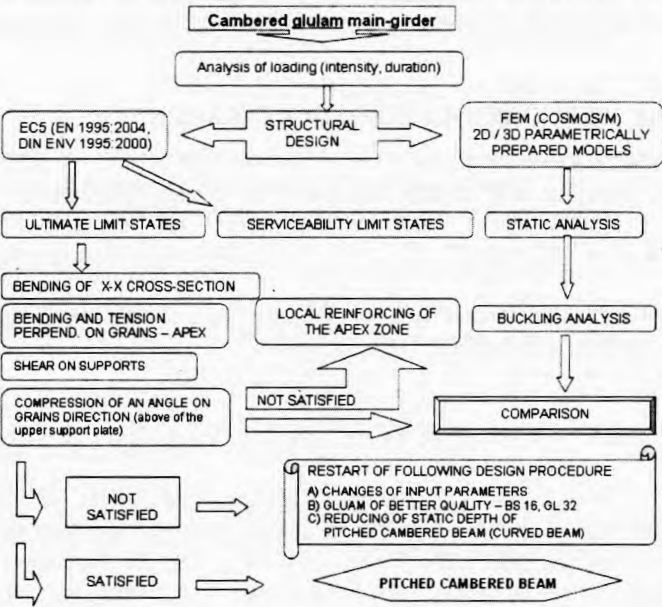 Cambered glulam main-girder
Analysis of loading (intensity, duration)
EC5 (EN 1995:2004,
DIN ENV 1995:2000)
STRUCTURAL
DESIGN
FEM (COSMOS/M)
2D / 3D PARAMETRICALLY
PREPARED MODELS
ULTIMATE LIMIT STATES
SERVICEABILITY LIMIT STATES
STATIC ANALYSIS
BENDING OF X-X CROSS-SECTION
BENDING AND TENSION
PERPEND. ON GRAINS – APEX
LOCAL REINFORCING OF
THE APEX ZONE
BUCKLING ANALYSIS
SHEAR ON SUPPORTS
COMPRESSION OF AN ANGLE ON
GRAINS DIRECTION (above of the
upper support plate)
NOT SATISFIED
COMPARISON
NOT
SATISFIED
RESTART OF FOLLOWING DESIGN PROCEDURE
A) CHANGES OF INPUT PARAMETERS
B) GLUAM OF BETTER QUALITY – BS 16, GL 32
C) REDUCING OF STATIC DEPTH OF
PITCHED CAMBERED BEAM (CURVED BEAM)
SATISFIED
PITCHED CAMBERED BEAM